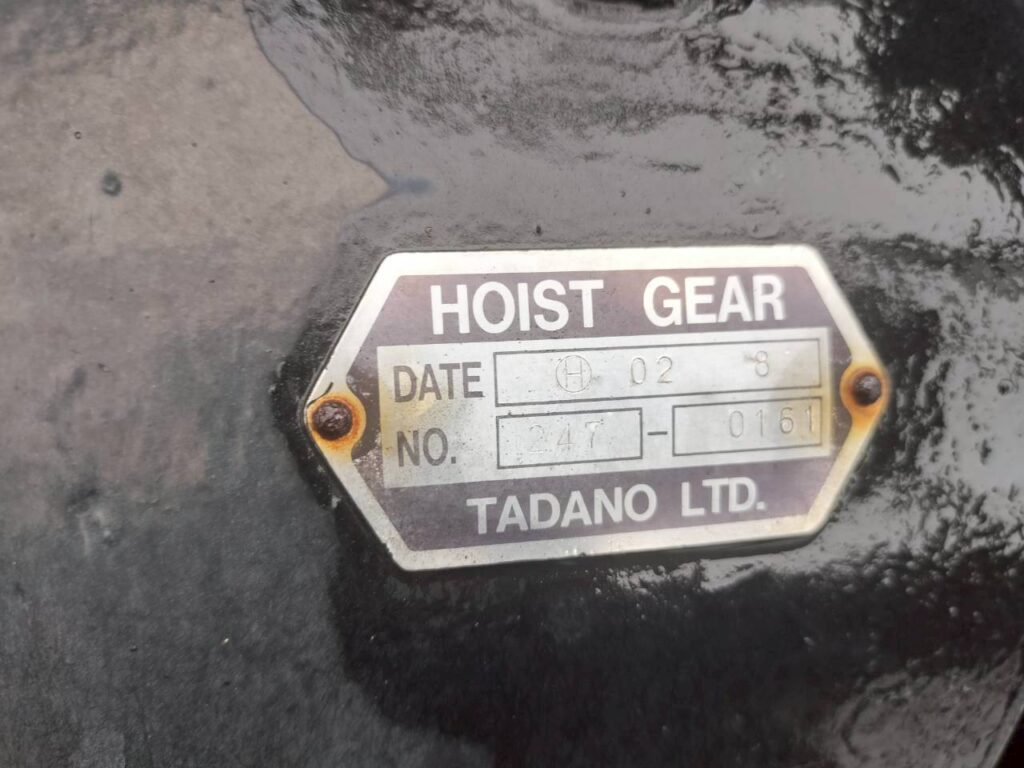 HOIST GEAR
DATE Ⓗ 02 8
NO. 247 - 0161
TADANO LTD.